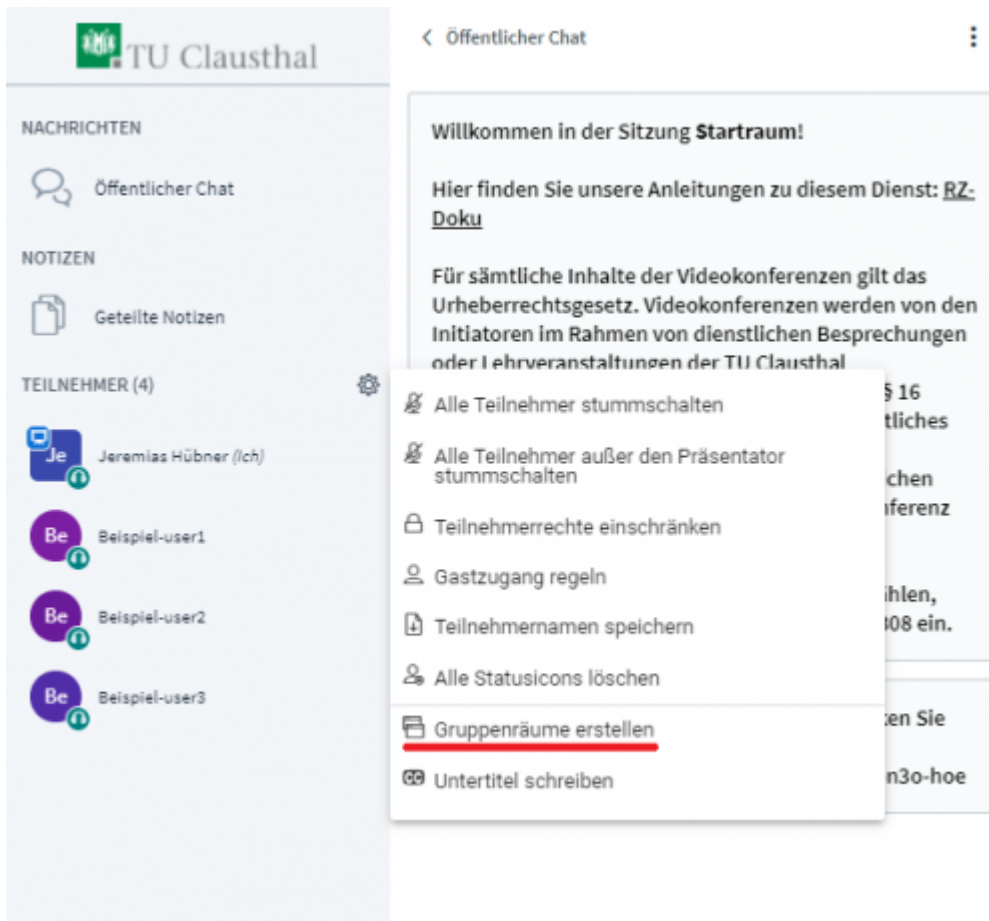 TU Clausthal
NACHRICHTEN
Öffentlicher Chat
NOTIZEN
Geteilte Notizen
TEILNEHMER (4)
Je
Jeremias Hübner (Ich)
Be
Beispiel-user1
Be
Beispiel-user2
Be
Beispiel-user3
Öffentlicher Chat
Willkommen in der Sitzung Startraum!
Hier finden Sie unsere Anleitungen zu diesem Dienst: RZ-
Doku
Für sämtliche Inhalte der Videokonferenzen gilt das
Urheberrechtsgesetz. Videokonferenzen werden von den
Initiatoren im Rahmen von dienstlichen Besprechungen
oder Lehrveranstaltungen der TU Clausthal
§ 16
tliches
chen
ferenz
hlen,
308 ein.
en Sie
n3o-hoe
Alle Teilnehmer stummschalten
Alle Teilnehmer außer den Präsentator
stummschalten
Teilnehmerrechte einschränken
Gastzugang regeln
Teilnehmernamen speichern
Alle Statusicons löschen
Gruppenräume erstellen
CC Untertitel schreiben